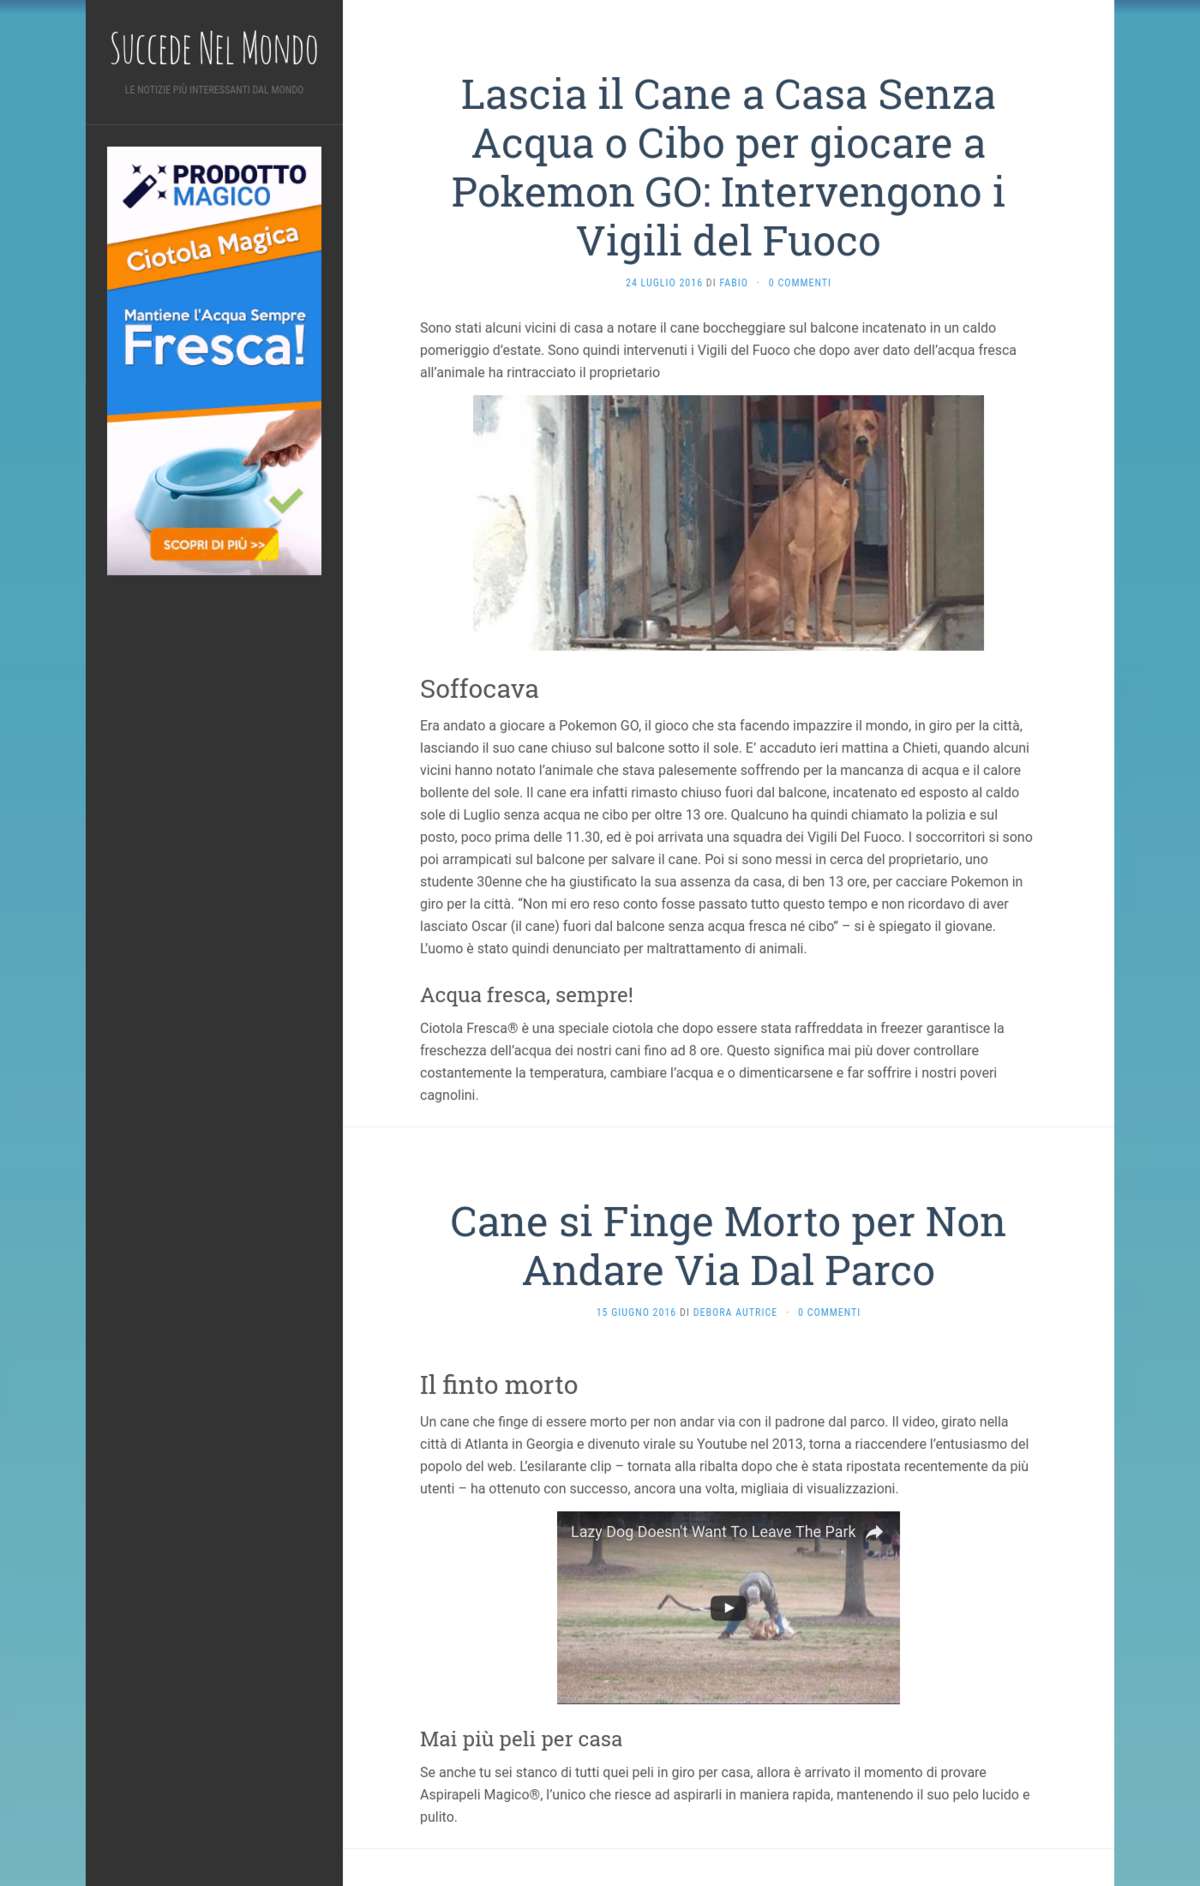 Succede Nel Mondo
LE NOTIZIE PIÙ INTERESSANTI DAL MONDO
PRODOTTO
MAGICO
Ciotola Magica
Mantiene l'Acqua Sempre
Fresca!
SCOPRI DI PIÙ >>
Lascia il Cane a Casa Senza
Acqua o Cibo per giocare a
Pokemon GO: Intervengono i
Vigili del Fuoco
24 LUGLIO 2016 DI FABIO · 0 COMMENTI
Sono stati alcuni vicini di casa a notare il cane boccheggiare sul balcone incatenato in un caldo
pomeriggio d’estate. Sono quindi intervenuti i Vigili del Fuoco che dopo aver dato dell’acqua fresca
all’animale ha rintracciato il proprietario
Soffocava
Era andato a giocare a Pokemon GO, il gioco che sta facendo impazzire il mondo, in giro per la città,
lasciando il suo cane chiuso sul balcone sotto il sole. E’ accaduto ieri mattina a Chieti, quando alcuni
vicini hanno notato l’animale che stava palesemente soffrendo per la mancanza di acqua e il calore
bollente del sole. Il cane era infatti rimasto chiuso fuori dal balcone, incatenato ed esposto al caldo
sole di Luglio senza acqua ne cibo per oltre 13 ore. Qualcuno ha quindi chiamato la polizia e sul
posto, poco prima delle 11.30, ed è poi arrivata una squadra dei Vigili Del Fuoco. I soccorritori si sono
poi arrampicati sul balcone per salvare il cane. Poi si sono messi in cerca del proprietario, uno
studente 30enne che ha giustificato la sua assenza da casa, di ben 13 ore, per cacciare Pokemon in
giro per la città. “Non mi ero reso conto fosse passato tutto questo tempo e non ricordavo di aver
lasciato Oscar (il cane) fuori dal balcone senza acqua fresca né cibo” – si è spiegato il giovane.
L’uomo è stato quindi denunciato per maltrattamento di animali.
Acqua fresca, sempre!
Ciotola Fresca® è una speciale ciotola che dopo essere stata raffreddata in freezer garantisce la
freschezza dell’acqua dei nostri cani fino ad 8 ore. Questo significa mai più dover controllare
costantemente la temperatura, cambiare l’acqua e o dimenticarsene e far soffrire i nostri poveri
cagnolini.
Cane si Finge Morto per Non
Andare Via Dal Parco
15 GIUGNO 2016 DI DEBORA AUTRICE · 0 COMMENTI
Il finto morto
Un cane che finge di essere morto per non andar via con il padrone dal parco. Il video, girato nella
città di Atlanta in Georgia e divenuto virale su Youtube nel 2013, torna a riaccendere l’entusiasmo del
popolo del web. L’esilarante clip – tornata alla ribalta dopo che è stata ripostata recentemente da più
utenti – ha ottenuto con successo, ancora una volta, migliaia di visualizzazioni.
Lazy Dog Doesn't Want To Leave The Park
Mai più peli per casa
Se anche tu sei stanco di tutti quei peli in giro per casa, allora è arrivato il momento di provare
Aspirapeli Magico®, l’unico che riesce ad aspirarli in maniera rapida, mantenendo il suo pelo lucido e
pulito.